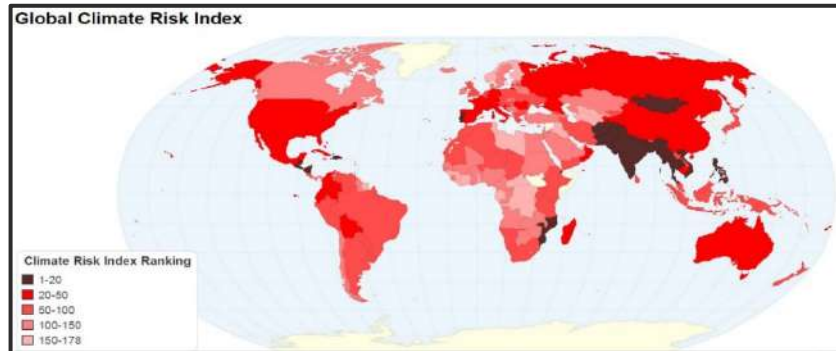 Global Climate Risk Index
Climate Risk Index Ranking
1-20
20-50
50-100
100-150
150-178